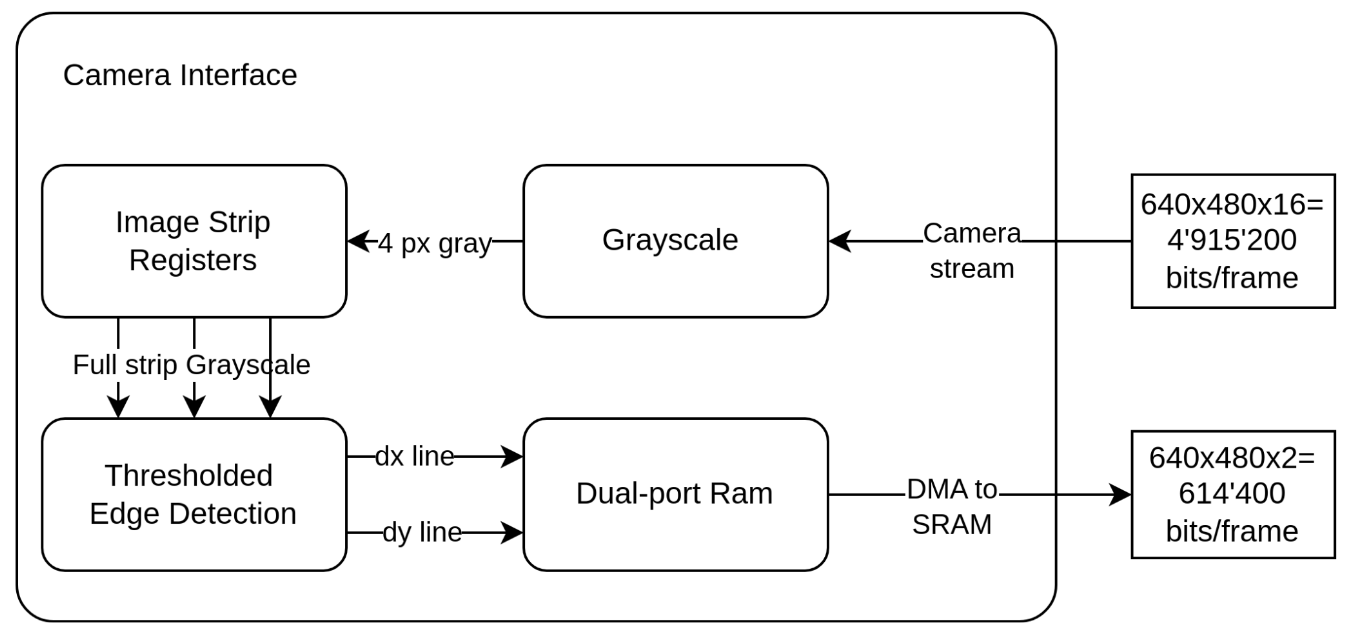 Camera Interface
Image Strip
Registers
4 px gray
Grayscale
Camera
stream
640x480x16=
4'915'200
bits/frame
Full strip Grayscale
Thresholded
Edge Detection
dx line
dy line
Dual-port Ram
DMA to
SRAM
640x480x2=
614'400
bits/frame